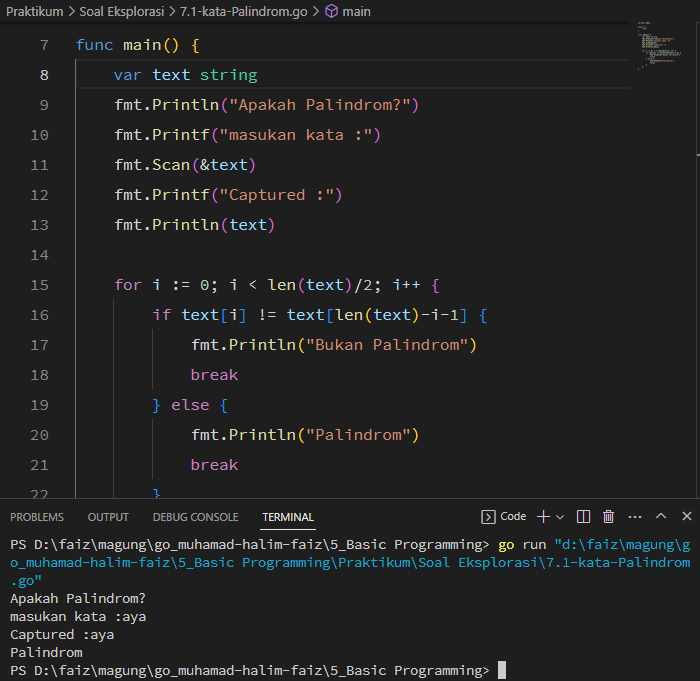 Praktikum > Soal Eksplorasi > 7.1-kata-Palindrom.go > main
7 func main() {
8 var text string
9 fmt.Println("Apakah Palindrom?")
10 fmt.Printf("masukan kata :")
11 fmt.Scan(&text)
12 fmt.Printf("Captured :")
13 fmt.Println(text)
14
15 for i := 0; i < len(text)/2; i++ {
16 if text[i] != text[len(text)-i-1] {
17 fmt.Println("Bukan Palindrom")
18 break
19 } else {
20 fmt.Println("Palindrom")
21 break
22 }
PROBLEMS OUTPUT DEBUG CONSOLE TERMINAL Code
PS D:\faiz\magung\go_muhamad-halim-faiz\5_Basic Programming> go run "d:\faiz\magung\g
o_muhamad-halim-faiz\5_Basic Programming\Praktikum\Soal Eksplorasi\7.1-kata-Palindrom
.go"
Apakah Palindrom?
masukan kata :aya
Captured :aya
Palindrom
PS D:\faiz\magung\go_muhamad-halim-faiz\5_Basic Programming>